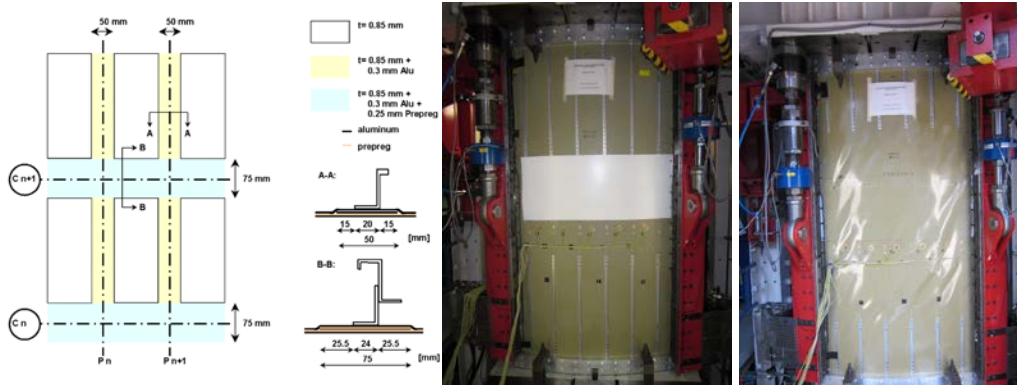 50 mm
50 mm
A
A
B
B
C n+1
75 mm
C n
75 mm
P n
P n+1
t= 0.85 mm
t= 0.85 mm +
0.3 mm Alu
t= 0.85 mm +
0.3 mm Alu +
0.25 mm Prepreg
aluminum
prepreg
A-A:
15 20 15
50
[mm]
B-B:
25.5 24 25.5
75
[mm]